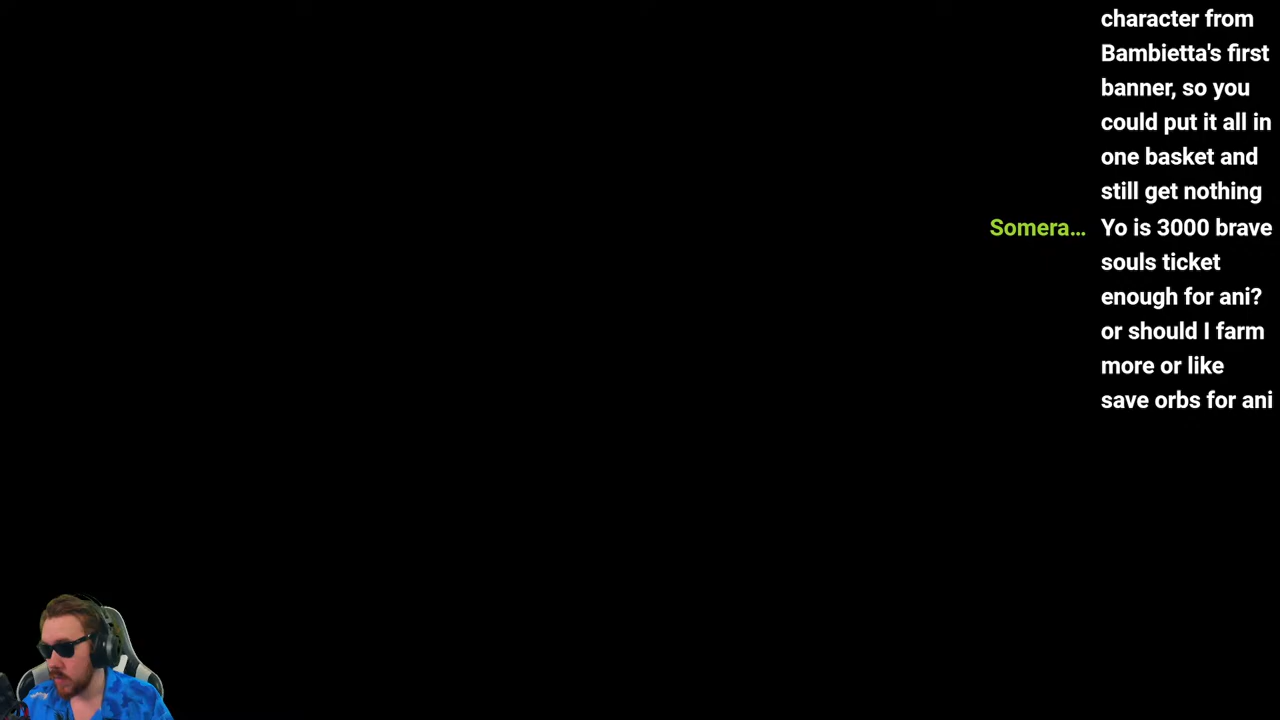 character from
Bambietta's first
banner, so you
could put it all in
one basket and
still get nothing
Somera… Yo is 3000 brave
souls ticket
enough for ani?
or should I farm
more or like
save orbs for ani